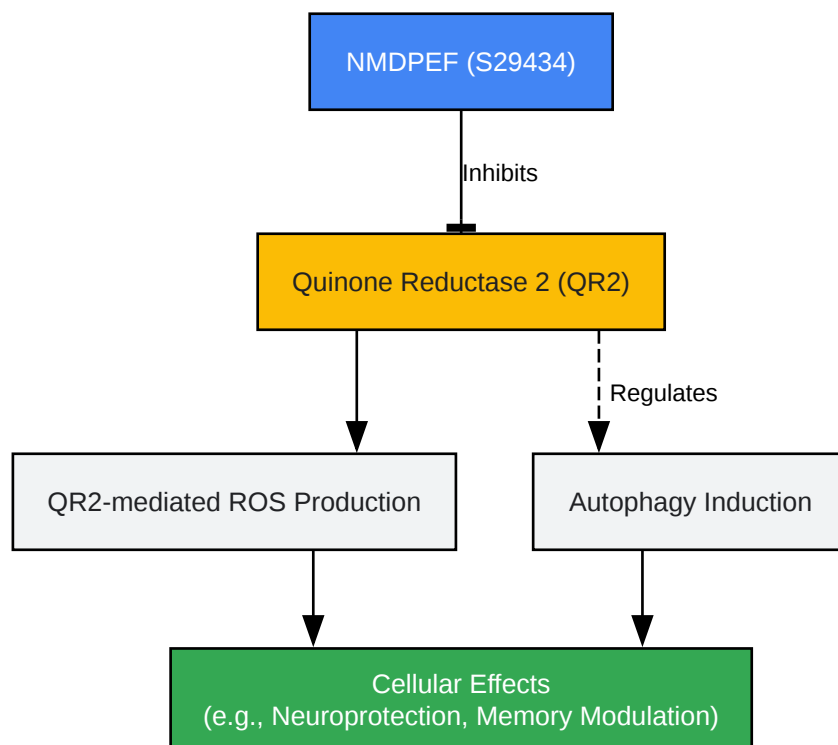 NMDPEF (S29434)
Inhibits
Quinone Reductase 2 (QR2)
Regulates
QR2-mediated ROS Production
Autophagy Induction
Cellular Effects
(e.g., Neuroprotection, Memory Modulation)